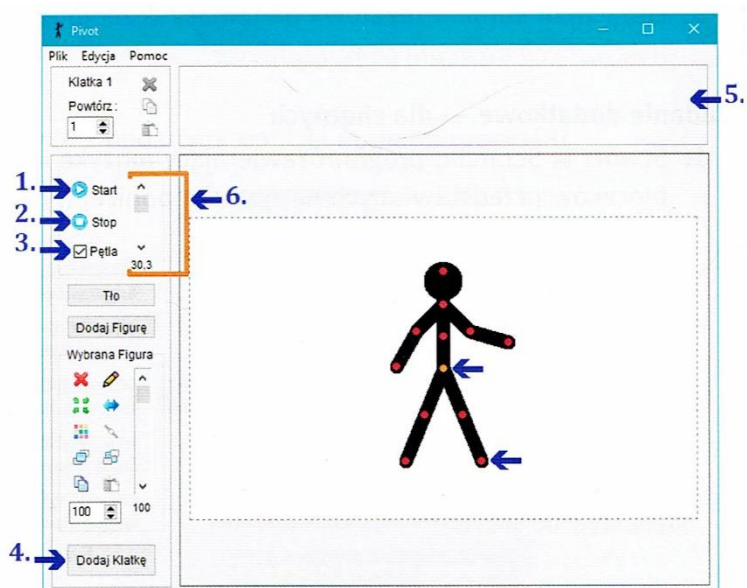 Pivot
Plik Edycja Pomoc
Klatka 1
Powtórz:
1
5.
1. Start
6.
2. Stop
3. Pętla
30.3
Tło
Dodaj Figurę
Wybrana Figura
100 100
4. Dodaj Klatkę